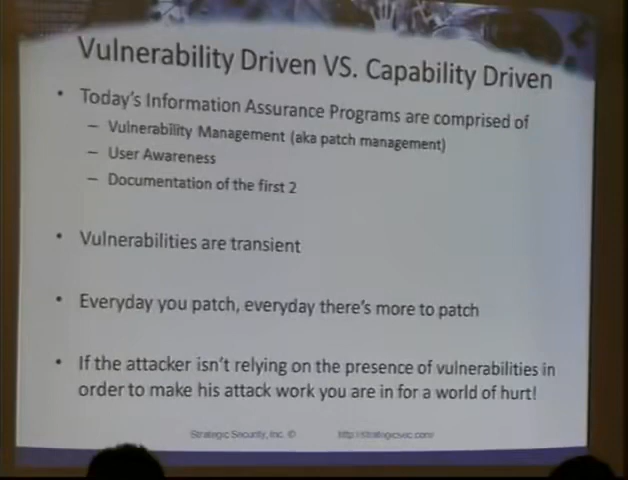 Vulnerability Driven VS. Capability Driven
• Today's Information Assurance Programs are comprised of
– Vulnerability Management (aka patch management)
– User Awareness
– Documentation of the first 2
• Vulnerabilities are transient
• Everyday you patch, everyday there's more to patch
• If the attacker isn't relying on the presence of vulnerabilities in
order to make his attack work you are in for a world of hurt!
Strategic Security, Inc. ©